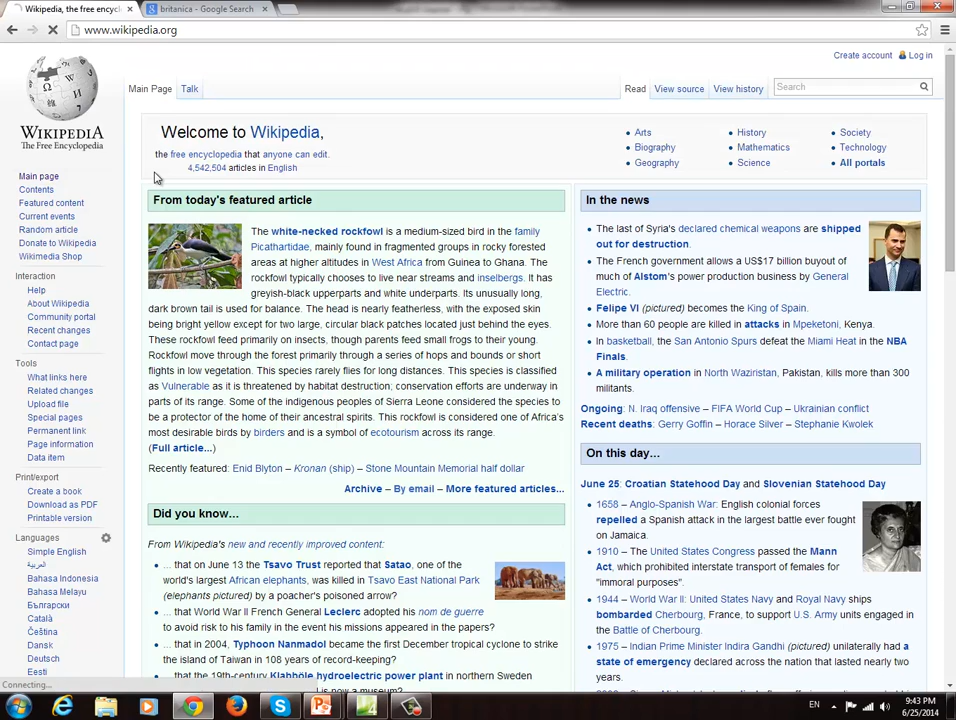 Wikipedia, the free encycl
britanica - Google Search
www.wikipedia.org
Create account
Log in
Main Page
Talk
Read
View source
View history
Search
WIKIPEDIA
The Free Encyclopedia
Main page
Contents
Featured content
Current events
Random article
Donate to Wikipedia
Wikimedia Shop
Interaction
Help
About Wikipedia
Community portal
Recent changes
Contact page
Tools
What links here
Related changes
Upload file
Special pages
Permanent link
Page information
Data item
Print/export
Create a book
Download as PDF
Printable version
Languages
Simple English
العربية
Bahasa Indonesia
Bahasa Melayu
Български
Català
Čeština
Dansk
Deutsch
Eesti
Welcome to Wikipedia,
the free encyclopedia that anyone can edit.
4,542,504 articles in English
Arts
Biography
Geography
History
Mathematics
Science
Society
Technology
All portals
From today's featured article
The white-necked rockfowl is a medium-sized bird in the family
Picathartidae, mainly found in fragmented groups in rocky forested
areas at higher altitudes in West Africa from Guinea to Ghana. The
rockfowl typically chooses to live near streams and inselbergs. It has
greyish-black upperparts and white underparts. Its unusually long,
dark brown tail is used for balance. The head is nearly featherless, with the exposed skin
being bright yellow except for two large, circular black patches located just behind the eyes.
These rockfowl feed primarily on insects, though parents feed small frogs to their young.
Rockfowl move through the forest primarily through a series of hops and bounds or short
flights in low vegetation. This species rarely flies for long distances. This species is classified
as Vulnerable as it is threatened by habitat destruction; conservation efforts are underway in
parts of its range. Some of the indigenous peoples of Sierra Leone considered the species to
be a protector of the home of their ancestral spirits. This rockfowl is considered one of Africa's
most desirable birds by birders and is a symbol of ecotourism across its range.
(Full article...)
Recently featured: Enid Blyton – Kronan (ship) – Stone Mountain Memorial half dollar
Archive – By email – More featured articles...
Did you know...
From Wikipedia's new and recently improved content:
... that on June 13 the Tsavo Trust reported that Satao, one of the
world's largest African elephants, was killed in Tsavo East National Park
(elephants pictured) by a poacher's poisoned arrow?
... that World War II French General Leclerc adopted his nom de guerre
to avoid risk to his family in the event his missions appeared in the papers?
... that in 2004, Typhoon Nanmadol became the first December tropical cyclone to strike
the island of Taiwan in 108 years of record-keeping?
... that the 19th-century Klabböle hydroelectric power plant in northern Sweden
is now a museum?
In the news
The last of Syria's declared chemical weapons are shipped
out for destruction.
The French government allows a US$17 billion buyout of
much of Alstom's power production business by General
Electric.
Felipe VI (pictured) becomes the King of Spain.
More than 60 people are killed in attacks in Mpeketoni, Kenya.
In basketball, the San Antonio Spurs defeat the Miami Heat in the NBA
Finals.
A military operation in North Waziristan, Pakistan, kills more than 300
militants.
Ongoing: N. Iraq offensive – FIFA World Cup – Ukrainian conflict
Recent deaths: Gerry Goffin – Horace Silver – Stephanie Kwolek
On this day...
June 25: Croatian Statehood Day and Slovenian Statehood Day
1658 – Anglo-Spanish War: English colonial forces
repelled a Spanish attack in the largest battle ever fought
on Jamaica.
1910 – The United States Congress passed the Mann
Act, which prohibited interstate transport of females for
"immoral purposes".
1944 – World War II: United States Navy and Royal Navy ships
bombarded Cherbourg, France, to support U.S. Army units engaged in
the Battle of Cherbourg.
1975 – Indian Prime Minister Indira Gandhi (pictured) unilaterally had a
state of emergency declared across the nation that lasted nearly two
years.
Connecting...
EN
9:43 PM
6/25/2014